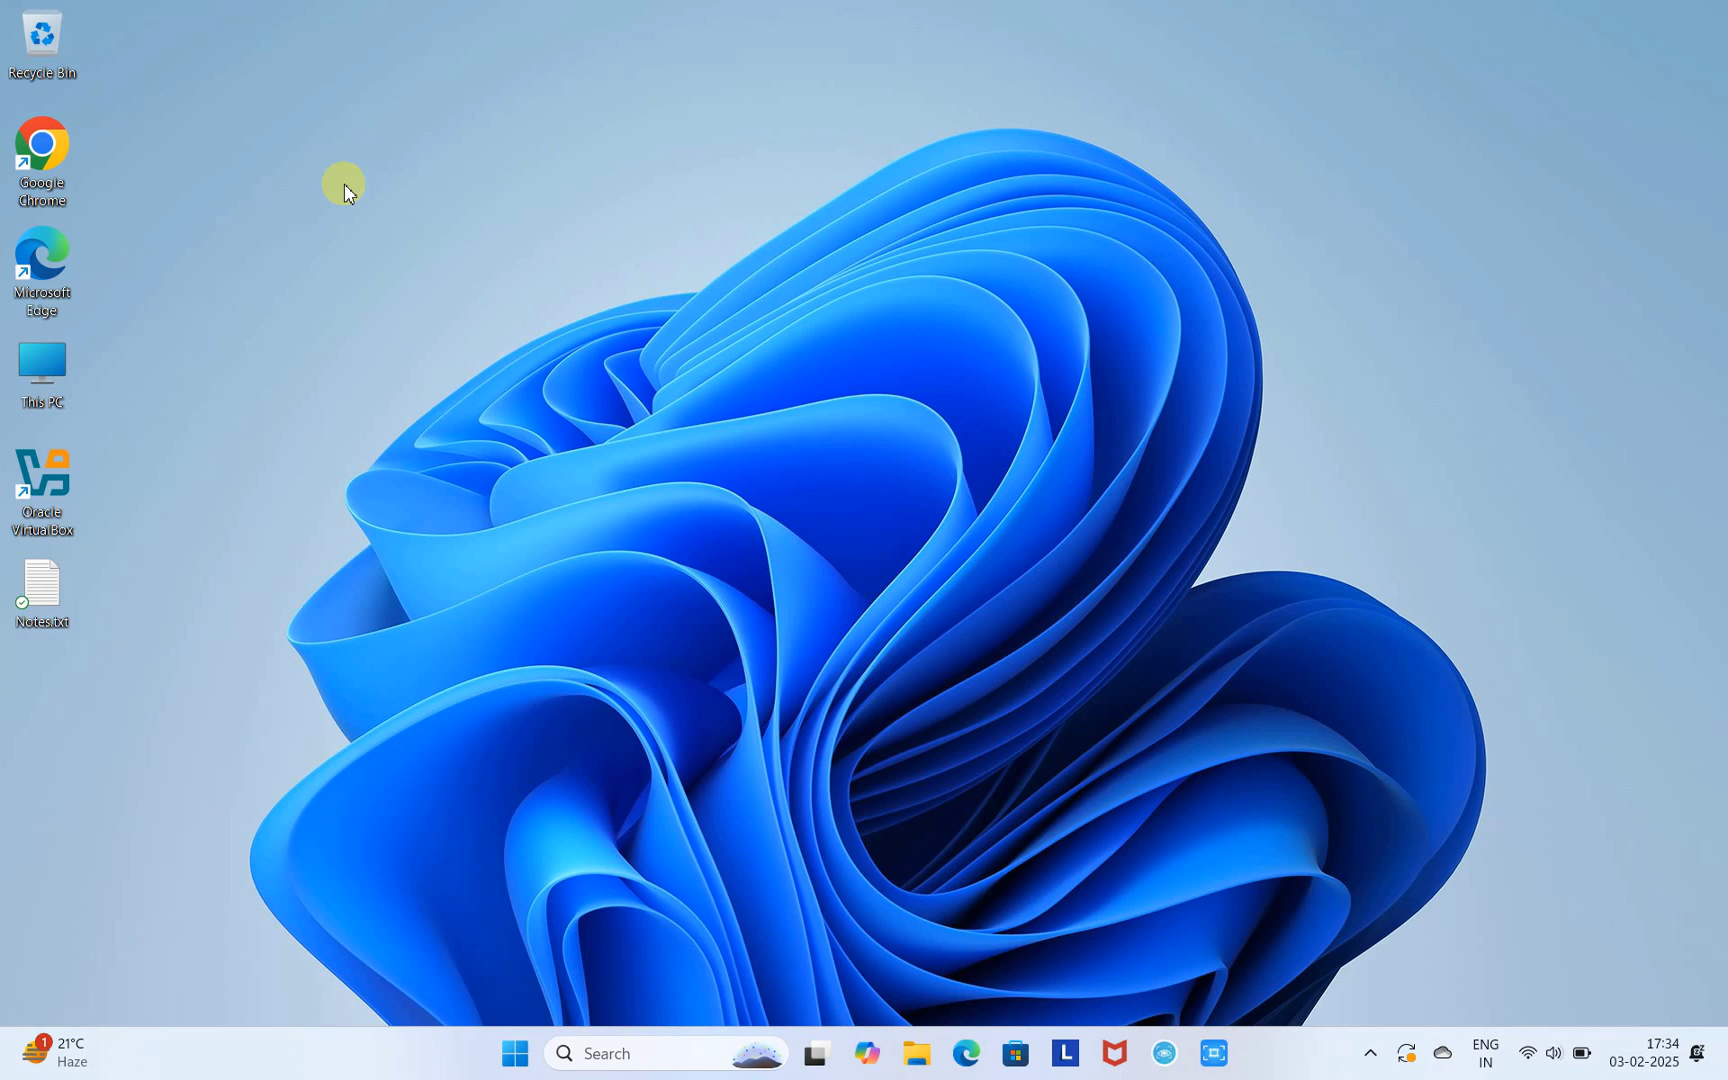 Recycle Bin
Google
Chrome
Microsoft
Edge
This PC
Oracle
VirtualBox
Notes.txt
1
21°C
Haze
Search
L
ENG
IN
17:34
03-02-2025